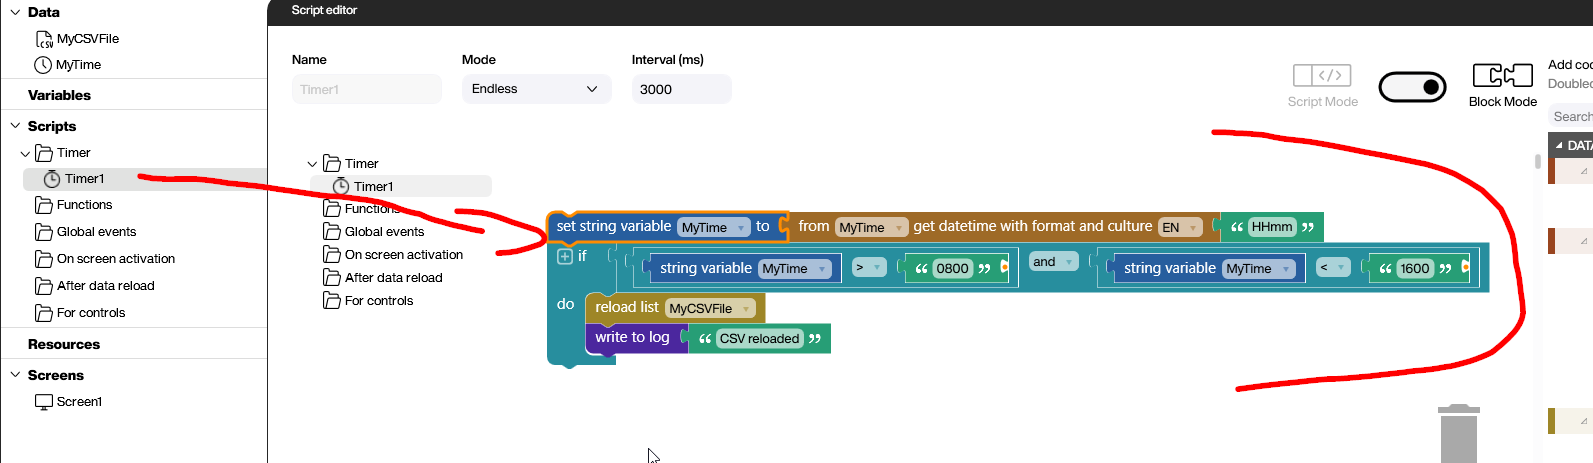 Data
MyCSVFile
MyTime
Variables
Scripts
Timer
Timer1
Functions
Global events
On screen activation
After data reload
For controls
Resources
Screens
Screen1
Script editor
Name
Mode
Interval (ms)
Timer1
Endless
3000
</>
Script Mode
Block Mode
Timer
Timer1
Functions
Global events
On screen activation
After data reload
For controls
set string variable MyTime to from MyTime get datetime with format and culture EN “ HHmm ”
if string variable MyTime > “ 0800 ” and string variable MyTime < “ 1600 ”
do reload list MyCSVFile
write to log “ CSV reloaded ”
Search
DATA